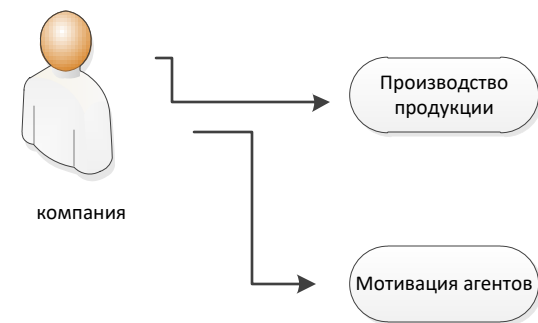 Производство
продукции
компания
Мотивация агентов